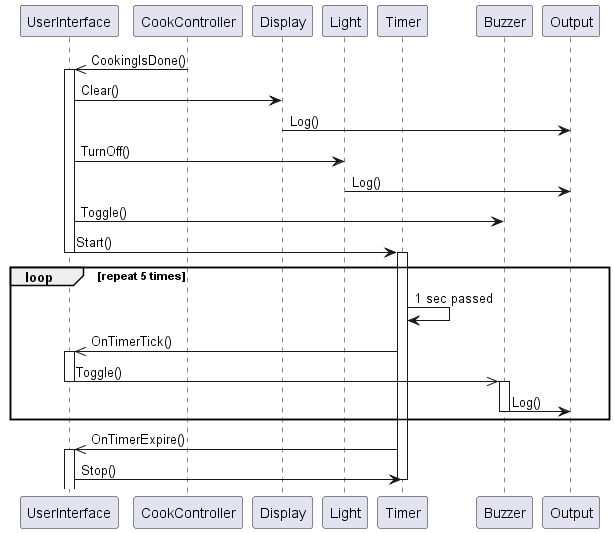 UserInterface CookController Display Light Timer Buzzer Output
CookingIsDone()
Clear()
Log()
TurnOff()
Log()
Toggle()
Start()
loop [repeat 5 times]
1 sec passed
OnTimerTick()
Toggle()
Log()
OnTimerExpire()
Stop()
UserInterface CookController Display Light Timer Buzzer Output